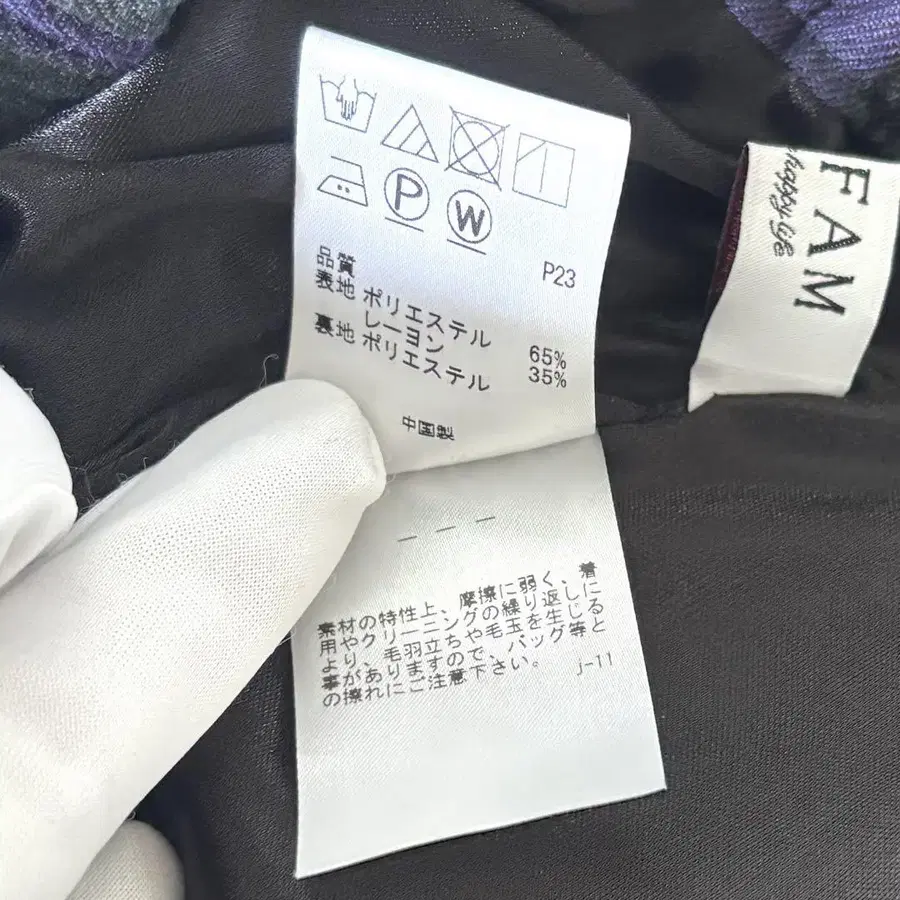 P
W
P23
品質
表地 ポリエステル 65%
レーヨン 35%
裏地 ポリエステル
中国製
素材の特性上、摩擦に弱く、着
用やクリーニングの繰り返しに
より、毛羽立ちや毛玉を生じる
事がありますので、バッグ等と
の擦れにご注意下さい。
j-11
FAM
happy life